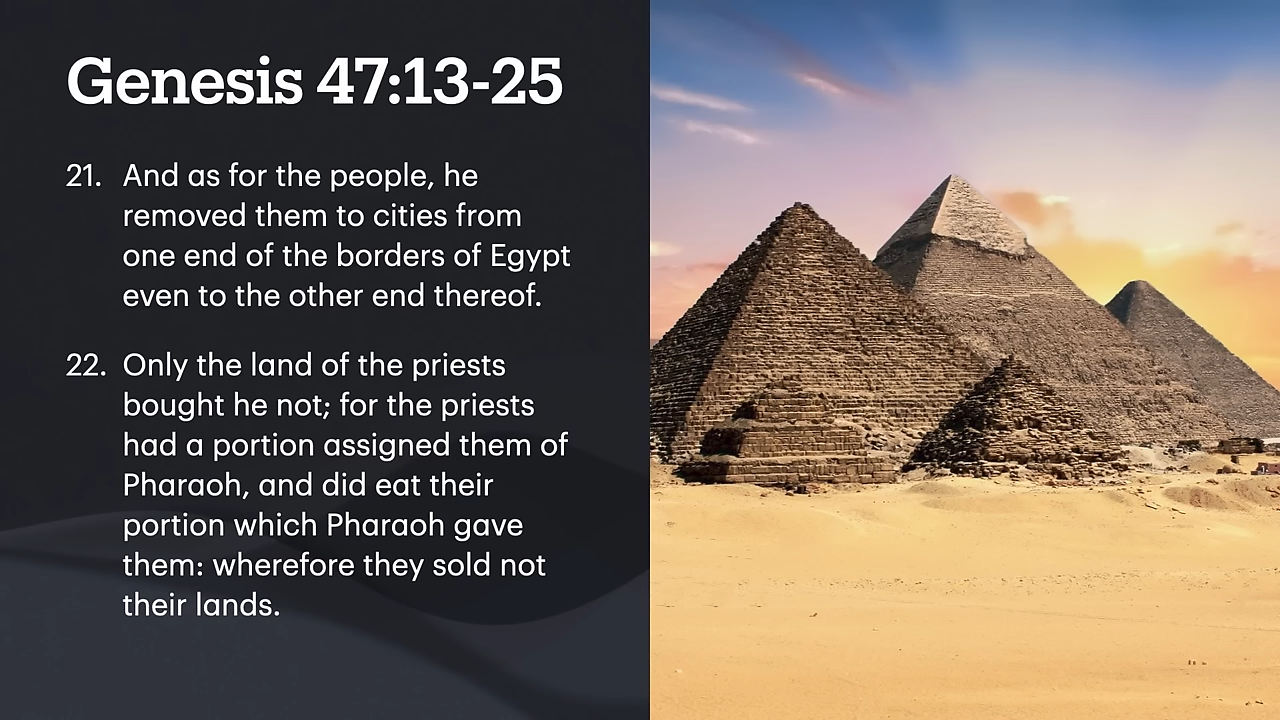 Genesis 47:13-25
21. And as for the people, he
removed them to cities from
one end of the borders of Egypt
even to the other end thereof.
22. Only the land of the priests
bought he not; for the priests
had a portion assigned them of
Pharaoh, and did eat their
portion which Pharaoh gave
them: wherefore they sold not
their lands.